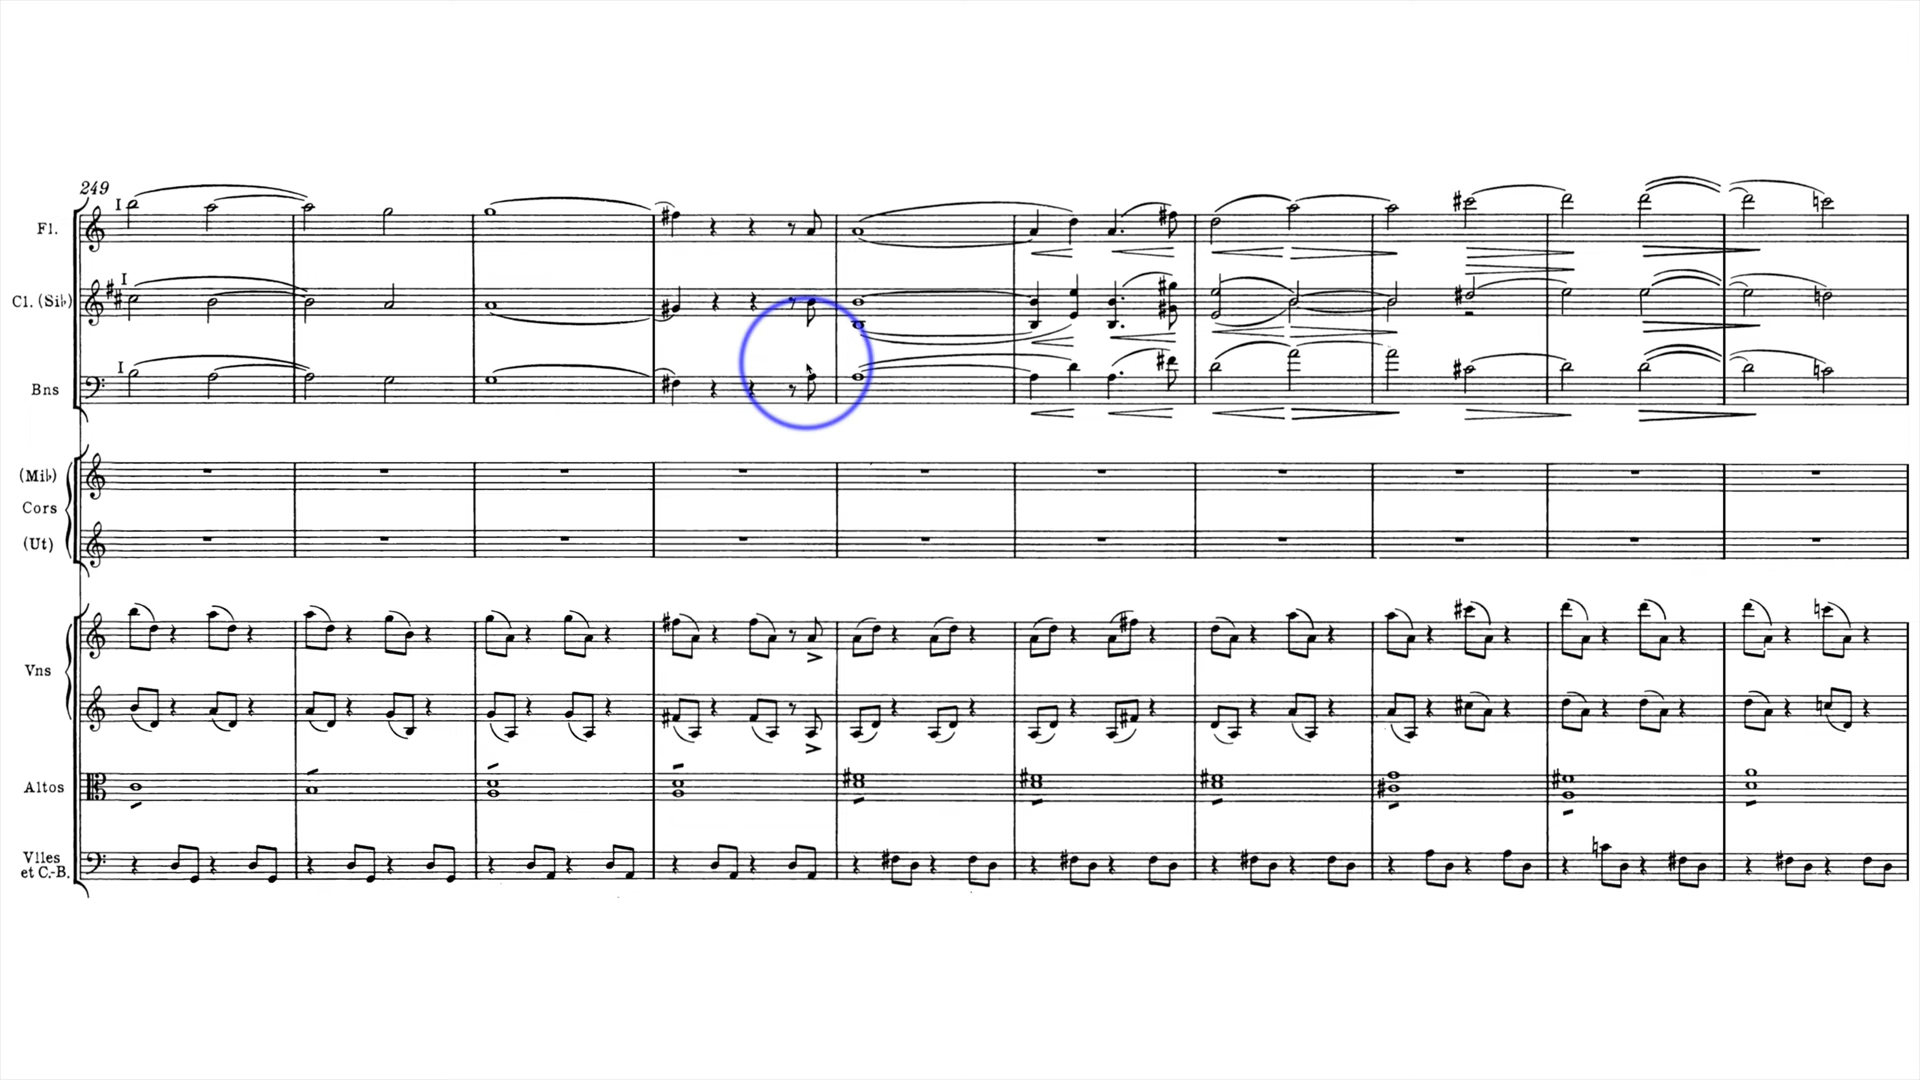 249
I
Fl.
I
Cl. (Si♭)
I
Bns
(Mi♭)
Cors
(Ut)
Vns
Altos
Vlles
et C.-B.